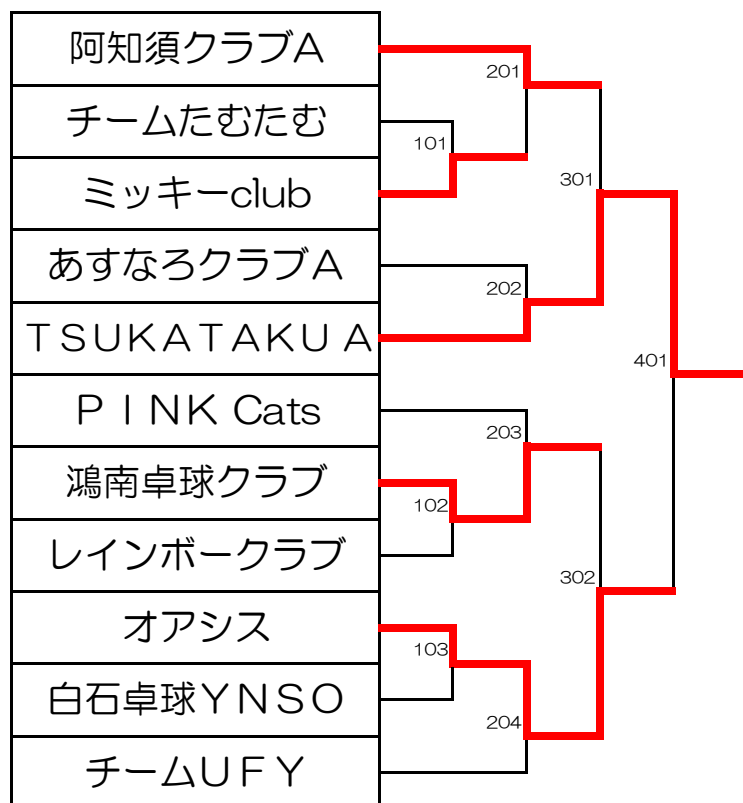 阿知須クラブA
チームたむたむ
ミッキーclub
あすなろクラブA
ＴSUKATAKU A
ＰＩＮK Cats
鴻南卓球クラブ
レインボークラブ
オアシス
白石卓球ＹＮＳＯ
チームＵＦＹ
201
101
301
202
401
203
102
302
103
204